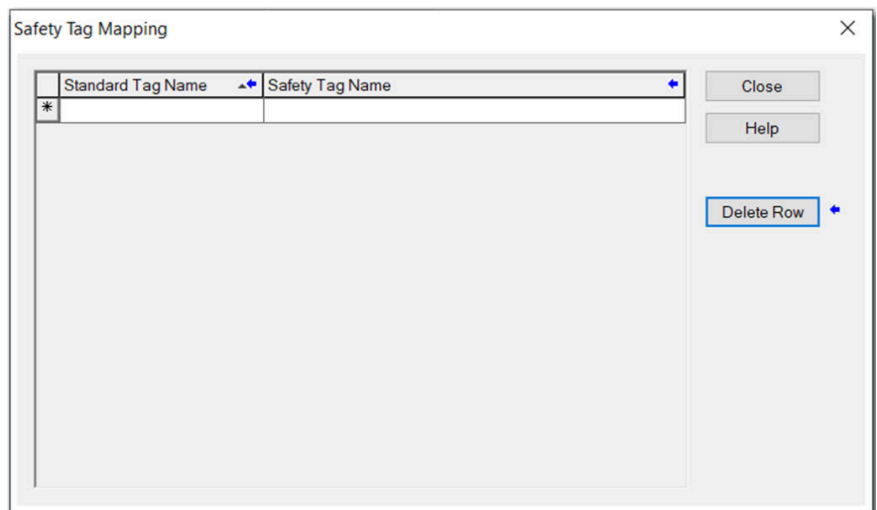 Safety Tag Mapping
Standard Tag Name Safety Tag Name
*
Close
Help
Delete Row